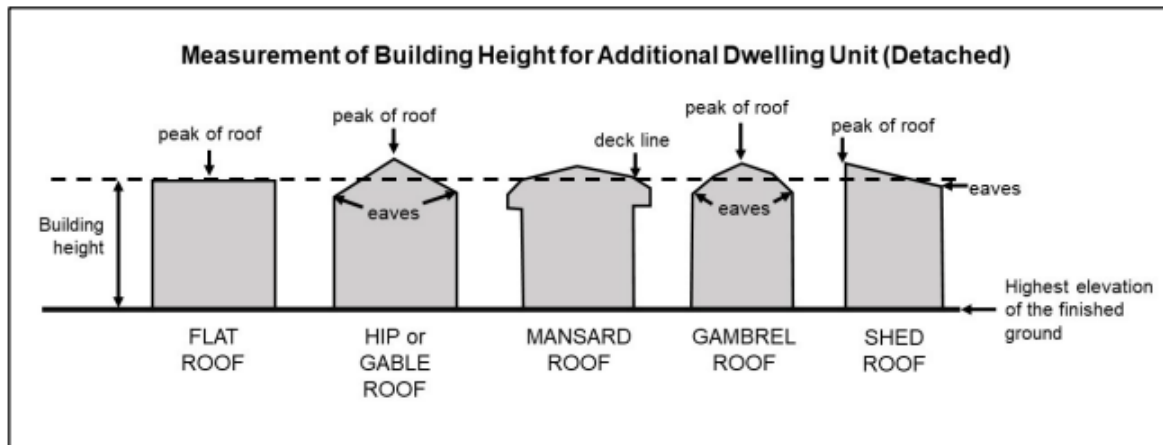 Measurement of Building Height for Additional Dwelling Unit (Detached)
peak of roof
peak of roof
deck line
peak of roof
peak of roof
eaves
eaves
eaves
Building
height
Highest elevation
of the finished
ground
FLAT
ROOF
HIP or
GABLE
ROOF
MANSARD
ROOF
GAMBREL
ROOF
SHED
ROOF